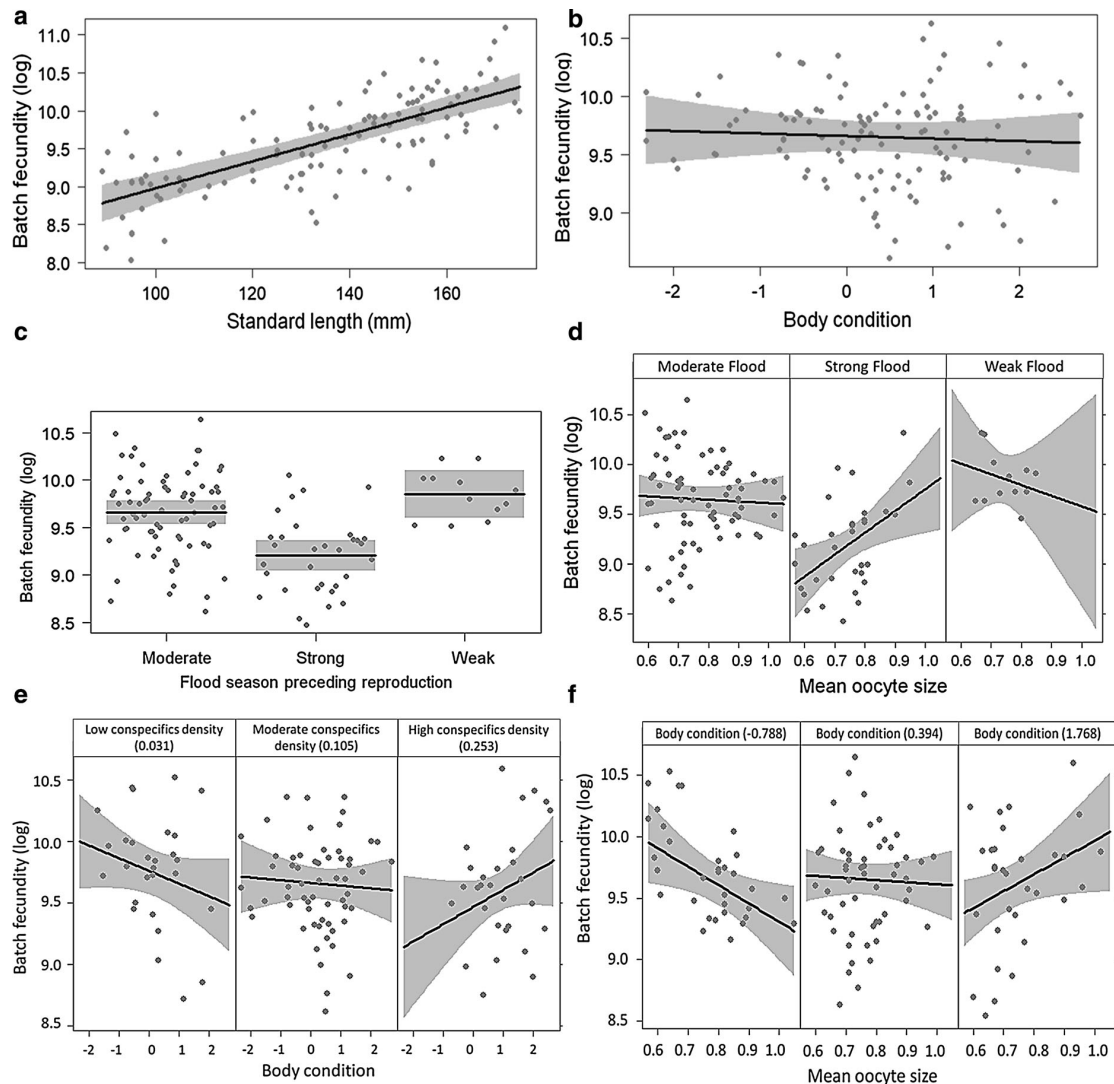 a
Batch fecundity (log)
11.0
10.5
10.0
9.5
9.0
8.5
8.0
100 120 140 160
Standard length (mm)
b
Batch fecundity (log)
10.5
10.0
9.5
9.0
-2 -1 0 1 2
Body condition
c
Batch fecundity (log)
10.5
10.0
9.5
9.0
8.5
Moderate Strong Weak
Flood season preceding reproduction
d
Moderate Flood Strong Flood Weak Flood
Batch fecundity (log)
10.5
10.0
9.5
9.0
8.5
0.6 0.7 0.8 0.9 1.0 0.6 0.7 0.8 0.9 1.0 0.6 0.7 0.8 0.9 1.0
Mean oocyte size
e
Low conspecifics density
(0.031)
Moderate conspecifics
density (0.105)
High conspecifics density
(0.253)
Batch fecundity (log)
10.5
10.0
9.5
9.0
8.5
-2 -1 0 1 2 -2 -1 0 1 2 -2 -1 0 1 2
Body condition
f
Body condition (-0.788) Body condition (0.394) Body condition (1.768)
Batch fecundity (log)
10.5
10.0
9.5
9.0
8.5
0.6 0.7 0.8 0.9 1.0 0.6 0.7 0.8 0.9 1.0 0.6 0.7 0.8 0.9 1.0
Mean oocyte size